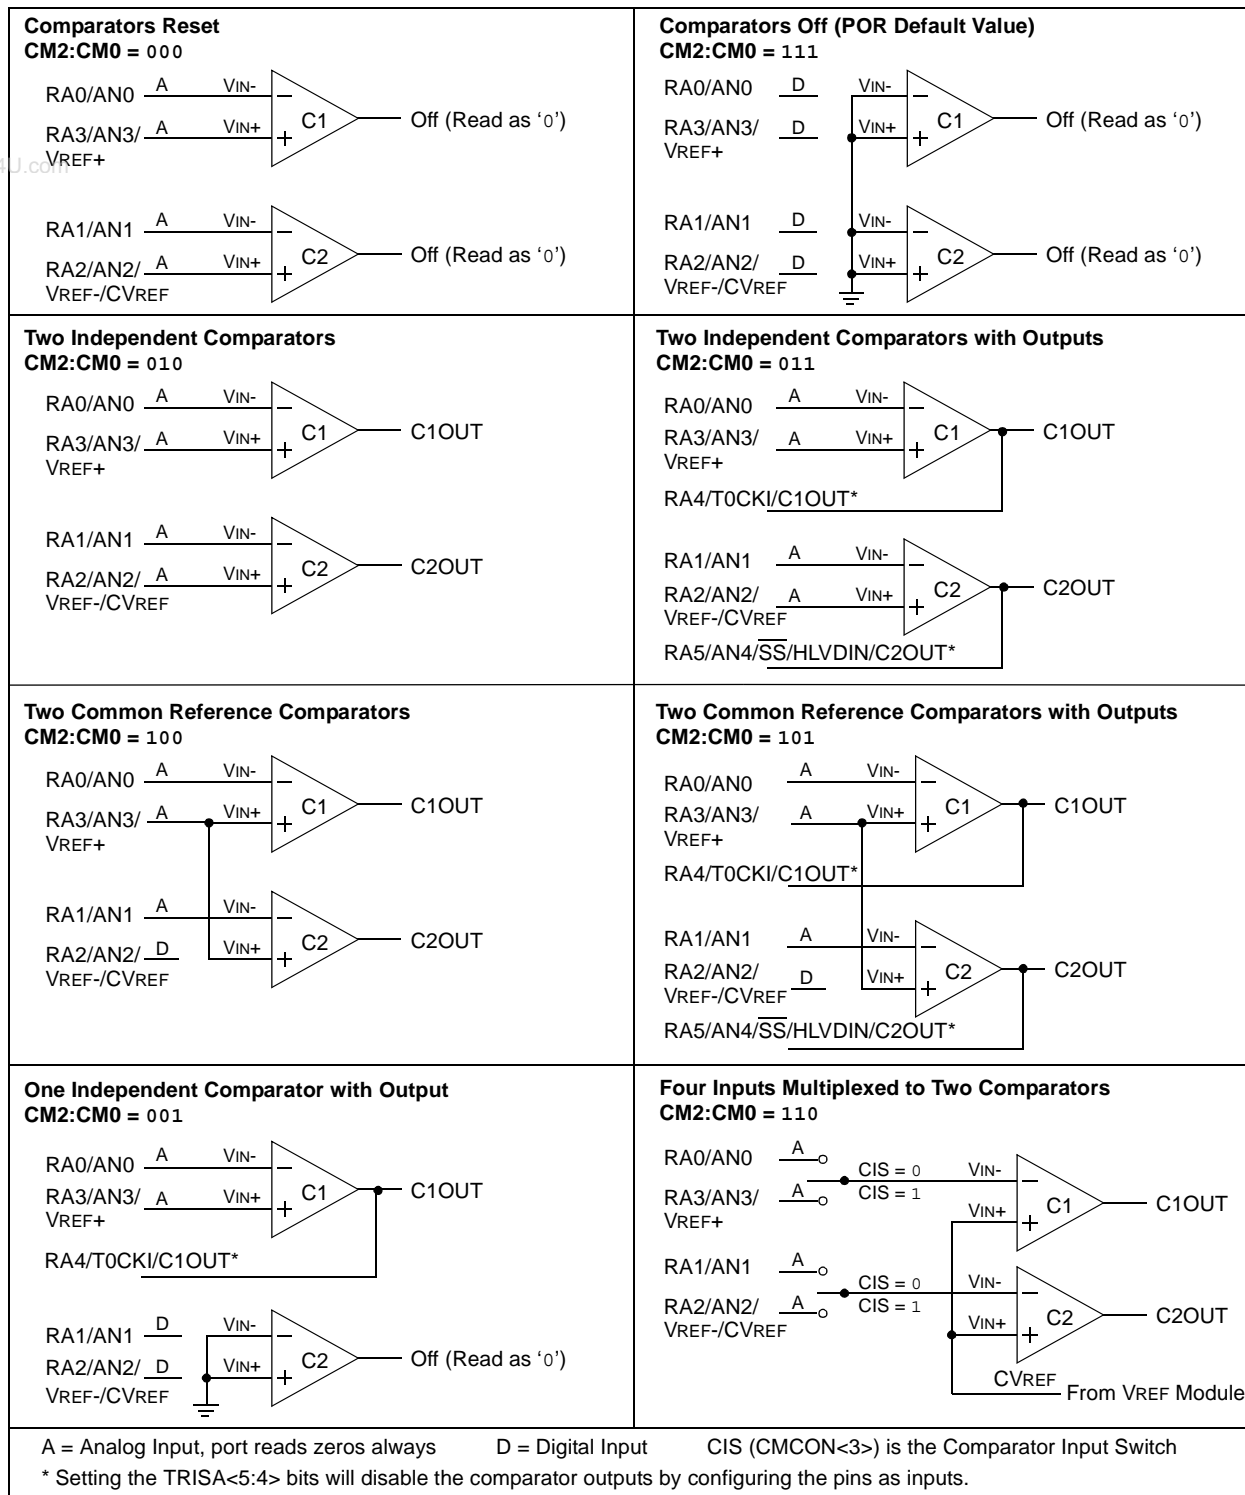 Comparators Reset
CM2:CM0 = 000
RA0/AN0 A VIN-
C1 Off (Read as ‘0’)
RA3/AN3/ A VIN+
VREF+
4U.com
RA1/AN1 A VIN-
C2 Off (Read as ‘0’)
RA2/AN2/ A VIN+
VREF-/CVREF
Comparators Off (POR Default Value)
CM2:CM0 = 111
RA0/AN0 D VIN-
C1 Off (Read as ‘0’)
RA3/AN3/ D VIN+
VREF+
RA1/AN1 D VIN-
C2 Off (Read as ‘0’)
RA2/AN2/ D VIN+
VREF-/CVREF
Two Independent Comparators
CM2:CM0 = 010
RA0/AN0 A VIN-
C1 C1OUT
RA3/AN3/ A VIN+
VREF+
RA1/AN1 A VIN-
C2 C2OUT
RA2/AN2/ A VIN+
VREF-/CVREF
Two Independent Comparators with Outputs
CM2:CM0 = 011
RA0/AN0 A VIN-
C1 C1OUT
RA3/AN3/ A VIN+
VREF+
RA4/T0CKI/C1OUT*
RA1/AN1 A VIN-
C2 C2OUT
RA2/AN2/ A VIN+
VREF-/CVREF
RA5/AN4/SS/HLVDIN/C2OUT*
Two Common Reference Comparators
CM2:CM0 = 100
RA0/AN0 A VIN-
C1 C1OUT
RA3/AN3/ A VIN+
VREF+
RA1/AN1 A VIN-
C2 C2OUT
RA2/AN2/ D VIN+
VREF-/CVREF
Two Common Reference Comparators with Outputs
CM2:CM0 = 101
RA0/AN0 A VIN-
C1 C1OUT
RA3/AN3/ A VIN+
VREF+
RA4/T0CKI/C1OUT*
RA1/AN1 A VIN-
C2 C2OUT
RA2/AN2/ D VIN+
VREF-/CVREF
RA5/AN4/SS/HLVDIN/C2OUT*
One Independent Comparator with Output
CM2:CM0 = 001
RA0/AN0 A VIN-
C1 C1OUT
RA3/AN3/ A VIN+
VREF+
RA4/T0CKI/C1OUT*
RA1/AN1 D VIN-
C2 Off (Read as ‘0’)
RA2/AN2/ D VIN+
VREF-/CVREF
Four Inputs Multiplexed to Two Comparators
CM2:CM0 = 110
RA0/AN0 A
CIS = 0 VIN-
RA3/AN3/ A CIS = 1
C1 C1OUT
VREF+ VIN+
RA1/AN1 A
CIS = 0 VIN-
RA2/AN2/ A CIS = 1
C2 C2OUT
VREF-/CVREF VIN+
CVREF
From VREF Module
A = Analog Input, port reads zeros always D = Digital Input CIS (CMCON<3>) is the Comparator Input Switch
* Setting the TRISA<5:4> bits will disable the comparator outputs by configuring the pins as inputs.